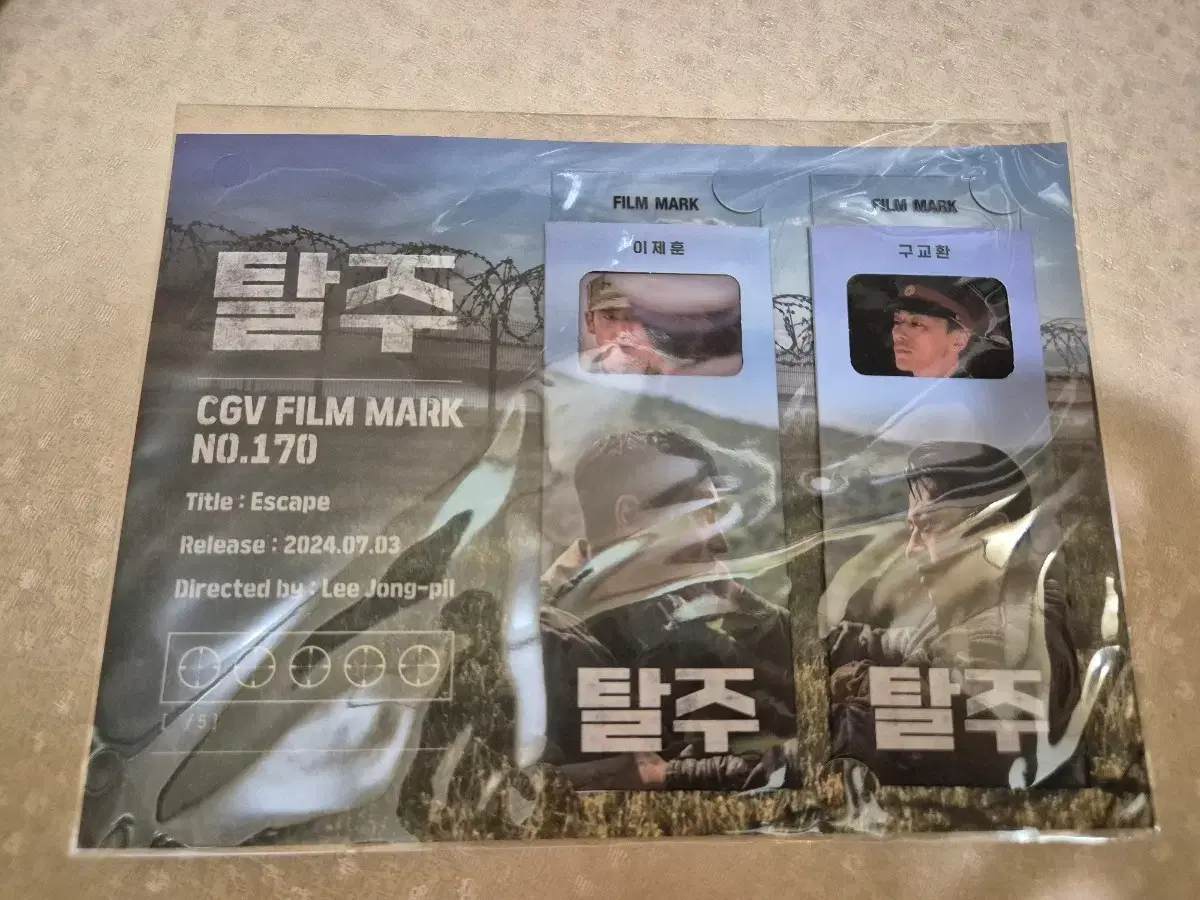 탈주
CGV FILM MARK
NO.170
Title : Escape
Release : 2024.07.03
Directed by : Lee Jong-pil
[ /5]
FILM MARK
이제훈
탈주
FILM MARK
구교환
탈주